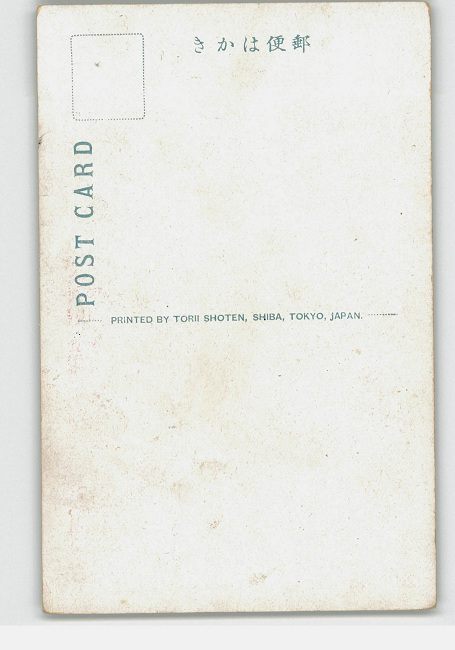 きかは便郵
POST CARD
PRINTED BY TORII SHOTEN, SHIBA, TOKYO, JAPAN.